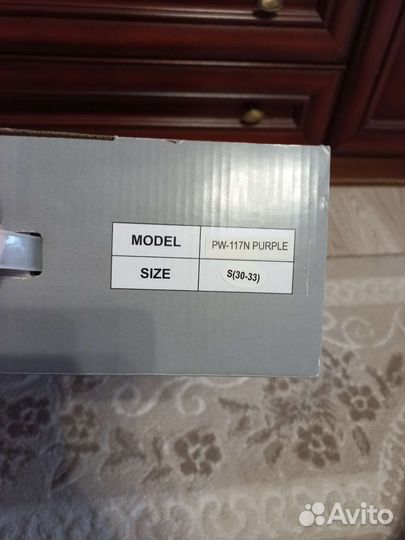 MODEL PW-117N PURPLE
SIZE S(30-33)
Avito